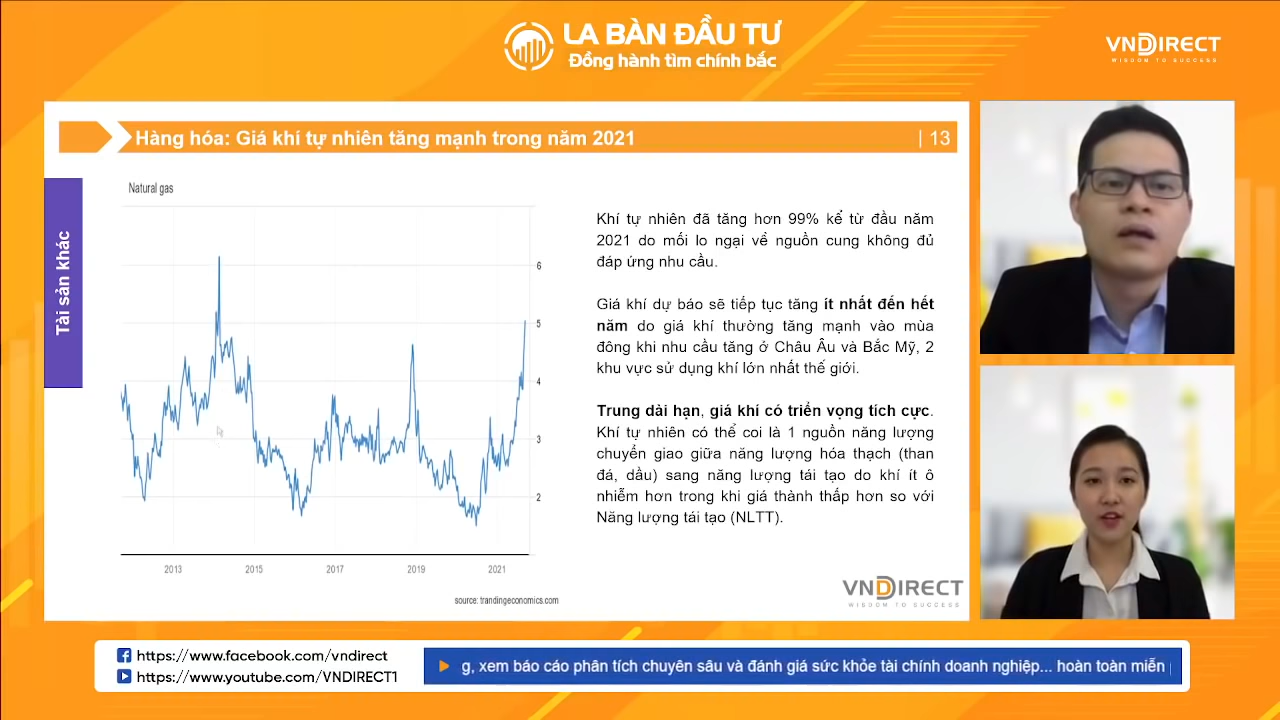 LA BÀN ĐẦU TƯ
Đồng hành tìm chính bắc
VNDIRECT
WISDOM TO SUCCESS
Hàng hóa: Giá khí tự nhiên tăng mạnh trong năm 2021
| 13
Tài sản khác
Natural gas
6
5
4
3
2
2013 2015 2017 2019 2021
source: trandingeconomics.com
Khí tự nhiên đã tăng hơn 99% kể từ đầu năm
2021 do mối lo ngại về nguồn cung không đủ
đáp ứng nhu cầu.
Giá khí dự báo sẽ tiếp tục tăng ít nhất đến hết
năm do giá khí thường tăng mạnh vào mùa
đông khi nhu cầu tăng ở Châu Âu và Bắc Mỹ, 2
khu vực sử dụng khí lớn nhất thế giới.
Trung dài hạn, giá khí có triển vọng tích cực.
Khí tự nhiên có thể coi là 1 nguồn năng lượng
chuyển giao giữa năng lượng hóa thạch (than
đá, dầu) sang năng lượng tái tạo do khí ít ô
nhiễm hơn trong khi giá thành thấp hơn so với
Năng lượng tái tạo (NLTT).
VNDIRECT
WISDOM TO SUCCESS
https://www.facebook.com/vndirect
https://www.youtube.com/VNDIRECT1
g, xem báo cáo phân tích chuyên sâu và đánh giá sức khỏe tài chính doanh nghiệp... hoàn toàn miễn